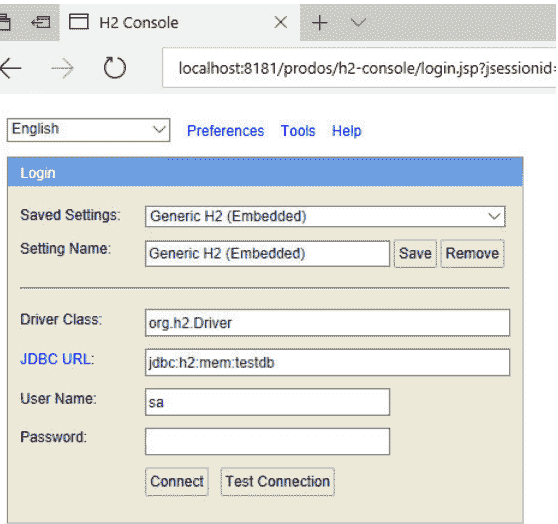 H2 Console
localhost:8181/prodos/h2-console/login.jsp?jsessionid=
English Preferences Tools Help
Login
Saved Settings: Generic H2 (Embedded)
Setting Name: Generic H2 (Embedded) Save Remove
Driver Class: org.h2.Driver
JDBC URL: jdbc:h2:mem:testdb
User Name: sa
Password:
Connect Test Connection